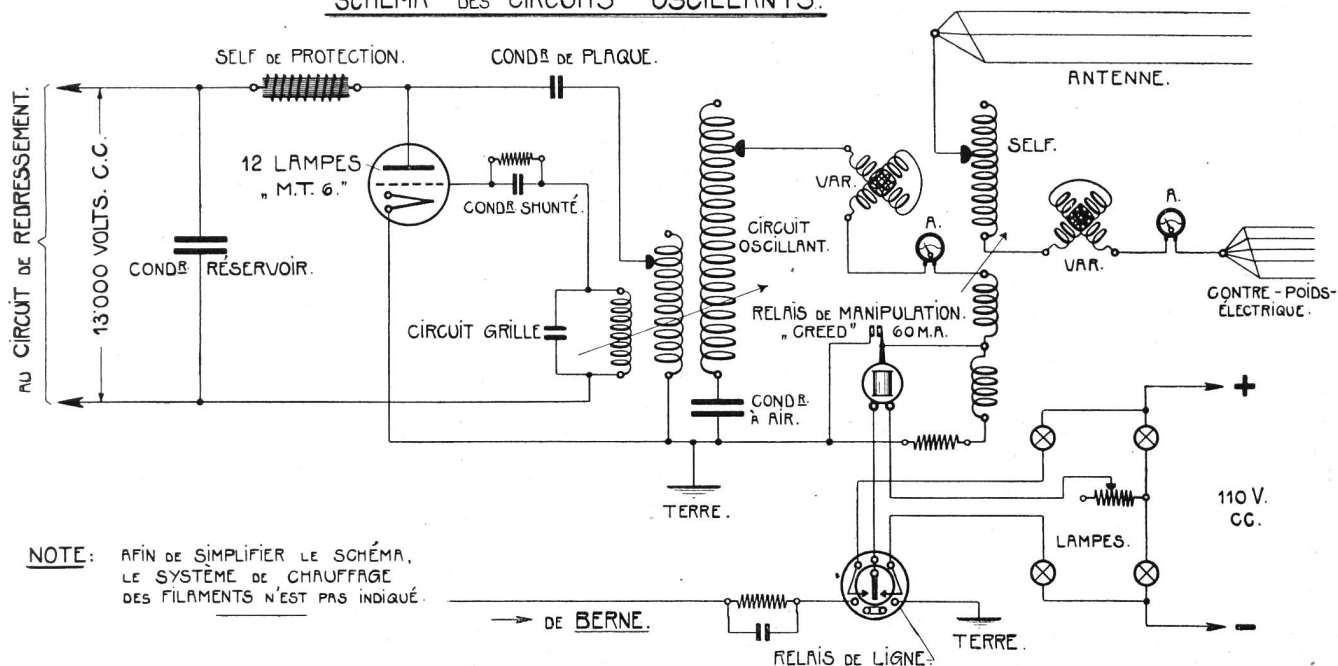 SCHÉMA DES CIRCUITS OSCILLANTS.
SELF DE PROTECTION.
CONDR DE PLAQUE.
ANTENNE.
AU CIRCUIT DE REDRESSEMENT.
13'000 VOLTS. C.C.
12 LAMPES
„ M.T. 6."
CONDR SHUNTÉ.
VAR.
SELF.
CONDR RÉSERVOIR.
CIRCUIT
OSCILLANT.
A.
A.
VAR.
CIRCUIT GRILLE
RELAIS DE MANIPULATION.
„ CREED" 60 M.A.
CONTRE-POIDS-
ÉLECTRIQUE.
CONDR
À AIR.
+
TERRE.
110 V.
CC.
LAMPES.
NOTE: AFIN DE SIMPLIFIER LE SCHÉMA,
LE SYSTÈME DE CHAUFFAGE
DES FILAMENTS N'EST PAS INDIQUÉ.
DE BERNE.
TERRE.
−
RELAIS DE LIGNE